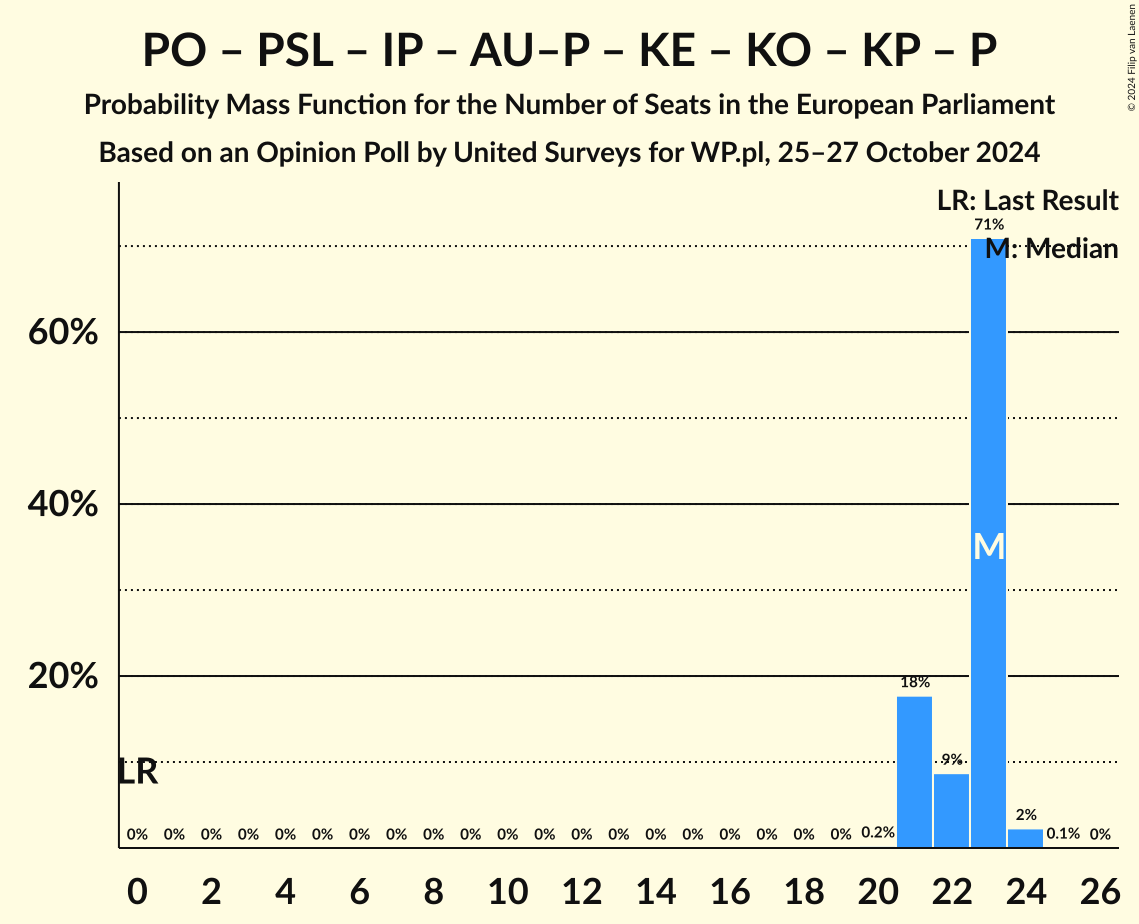 PO – PSL – IP – AU–P – KE – KO – KP – P
Probability Mass Function for the Number of Seats in the European Parliament
Based on an Opinion Poll by United Surveys for WP.pl, 25–27 October 2024
© 2024 Filip van Laenen
LR: Last Result
M: Median
71%
60%
40%
M
20%
18%
9%
LR
2%
0% 0% 0% 0% 0% 0% 0% 0% 0% 0% 0% 0% 0% 0% 0% 0% 0% 0% 0% 0% 0.2% 0.1% 0%
0 2 4 6 8 10 12 14 16 18 20 22 24 26